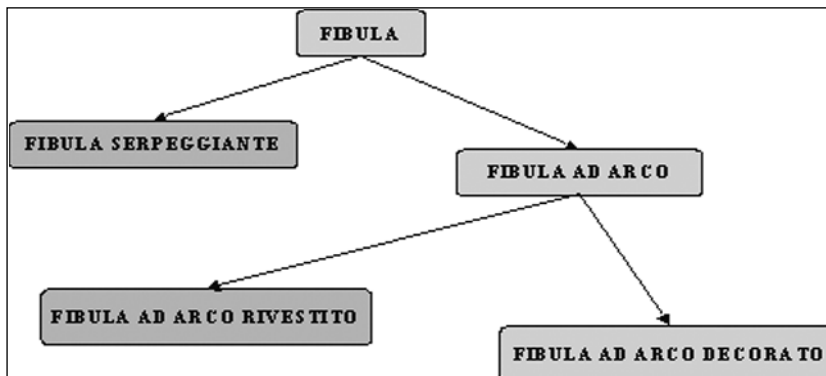 FIBULA
FIBULA SERPEGGIANTE
FIBULA AD ARCO
FIBULA AD ARCO RIVESTITO
FIBULA AD ARCO DECORATO